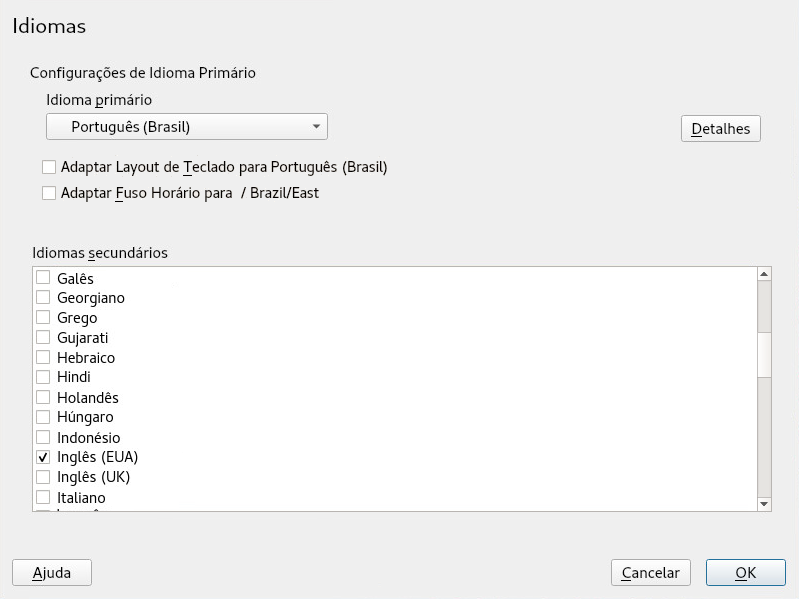 Idiomas
Configurações de Idioma Primário
Idioma primário
Português (Brasil)
Detalhes
Adaptar Layout de Teclado para Português (Brasil)
Adaptar Fuso Horário para / Brazil/East
Idiomas secundários
Galês
Georgiano
Grego
Gujarati
Hebraico
Hindi
Holandês
Húngaro
Indonésio
Inglês (EUA)
Inglês (UK)
Italiano
Ajuda
Cancelar
OK